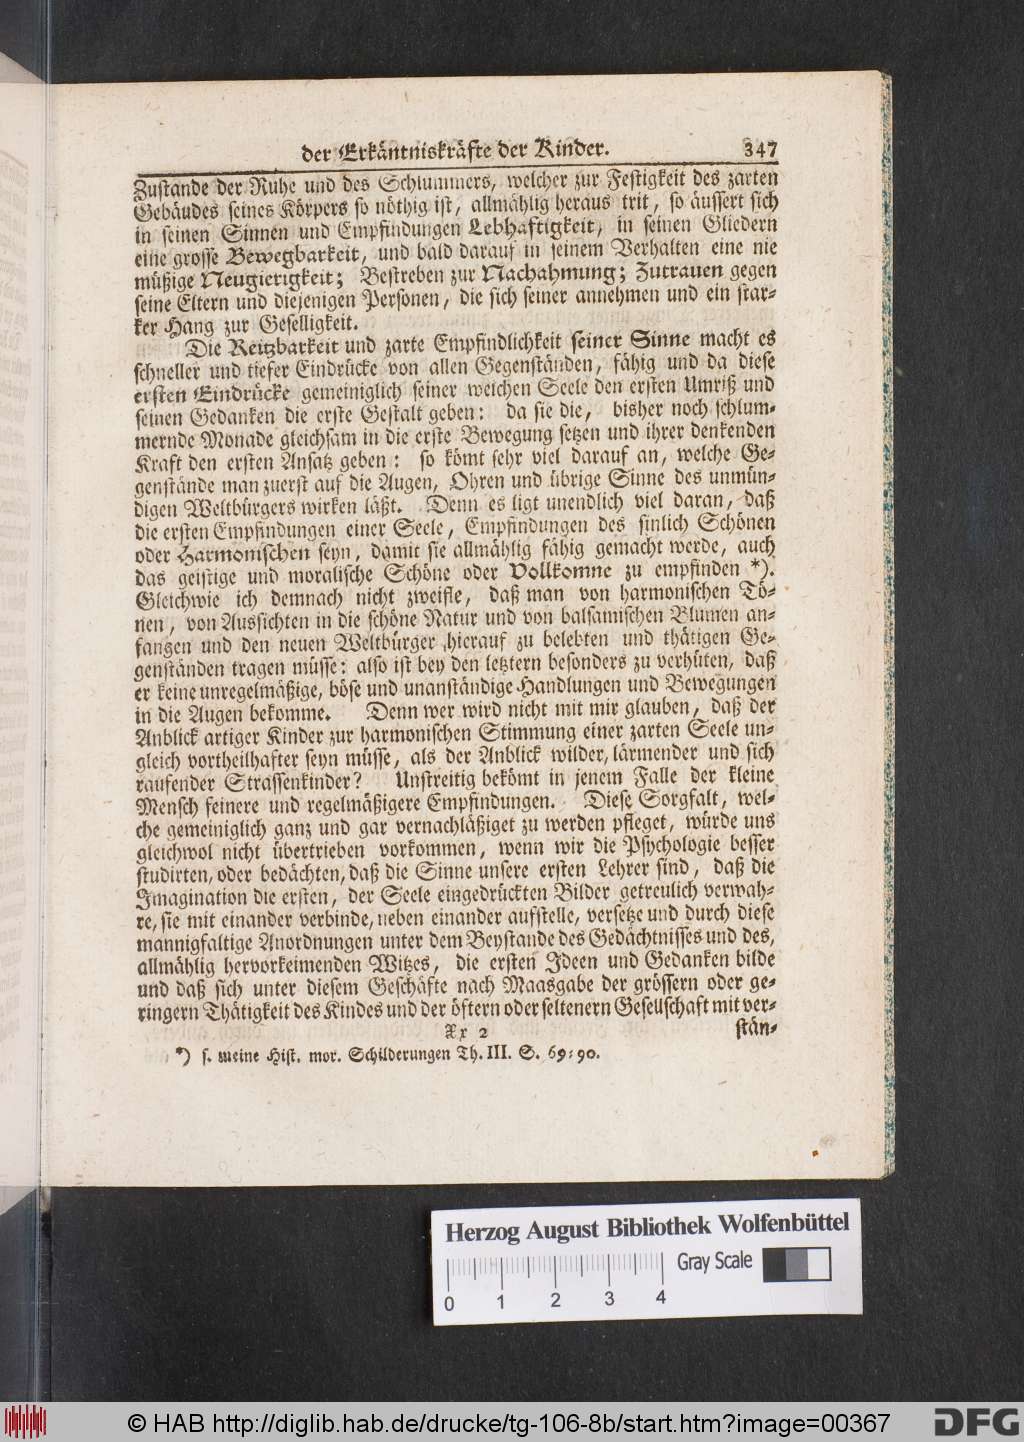 der Erkäntniskräfte der Kinder. 347
Zustande der Ruhe und des Schlummers, welcher zur Festigkeit des zarten
Gebäudes seines Körpers so nöthig ist, allmählig heraus trit, so äussert sich
in seinen Sinnen und Empfindungen Lebhaftigkeit, in seinen Gliedern
eine grosse Bewegbarkeit, und bald darauf in seinem Verhalten eine nie
müßige Neugierigkeit; Bestreben zur Nachahmung; Zutrauen gegen
seine Eltern und diejenigen Personen, die sich seiner annehmen und ein star-
ker Hang zur Geselligkeit.
Die Reitzbarkeit und zarte Empfindlichkeit seiner Sinne macht es
schneller und tiefer Eindrücke von allen Gegenständen, fähig und da diese
ersten Eindrücke gemeiniglich seiner weichen Seele den ersten Umriß und
seinen Gedanken die erste Gestalt geben: da sie die, bisher noch schlum-
mernde Monade gleichsam in die erste Bewegung setzen und ihrer denkenden
Kraft den ersten Ansatz geben: so kömt sehr viel darauf an, welche Ge-
genstände man zuerst auf die Augen, Ohren und übrige Sinne des unmün-
digen Weltbürgers wirken läßt. Denn es ligt unendlich viel daran, daß
die ersten Empfindungen einer Seele, Empfindungen des sinlich Schönen
oder Harmonischen seyn, damit sie allmählig fähig gemacht werde, auch
das geistige und moralische Schöne oder Vollkomne zu empfinden *).
Gleichwie ich demnach nicht zweifle, daß man von harmonischen Tö-
nen, von Aussichten in die schöne Natur und von balsamischen Blumen an-
fangen und den neuen Weltbürger hierauf zu belebten und thätigen Ge-
genständen tragen müsse: also ist bey den letztern besonders zu verhüten, daß
er keine unregelmäßige, böse und unanständige Handlungen und Bewegungen
in die Augen bekomme. Denn wer wird nicht mit mir glauben, daß der
Anblick artiger Kinder zur harmonischen Stimmung einer zarten Seele un-
gleich vortheilhafter seyn müsse, als der Anblick wilder, lärmender und sich
raufender Strassenkinder? Unstreitig bekömt in jenem Falle der kleine
Mensch feinere und regelmäßigere Empfindungen. Diese Sorgfalt, wel-
che gemeiniglich ganz und gar vernachläßiget zu werden pfleget, würde uns
gleichwol nicht übertrieben vorkommen, wenn wir die Psychologie besser
studirten, oder bedächten, daß die Sinne unsere ersten Lehrer sind, daß die
Imagination die ersten, der Seele eingedrückten Bilder getreulich verwah-
re, sie mit einander verbinde, neben einander aufstelle, versetze und durch diese
mannigfaltige Anordnungen unter dem Beystande des Gedächtnisses und des,
allmählig hervorkeimenden Witzes, die ersten Ideen und Gedanken bilde
und daß sich unter diesem Geschäfte nach Maasgabe der grössern oder ge-
ringern Thätigkeit des Kindes und der öftern oder seltenern Gesellschaft mit ver-
Xx 2 stän-
*) s. meine Hist. mor. Schilderungen Th. III. S. 69-90.
Herzog August Bibliothek Wolfenbüttel
Gray Scale
0 1 2 3 4
© HAB http://diglib.hab.de/drucke/tg-106-8b/start.htm?image=00367
DFG